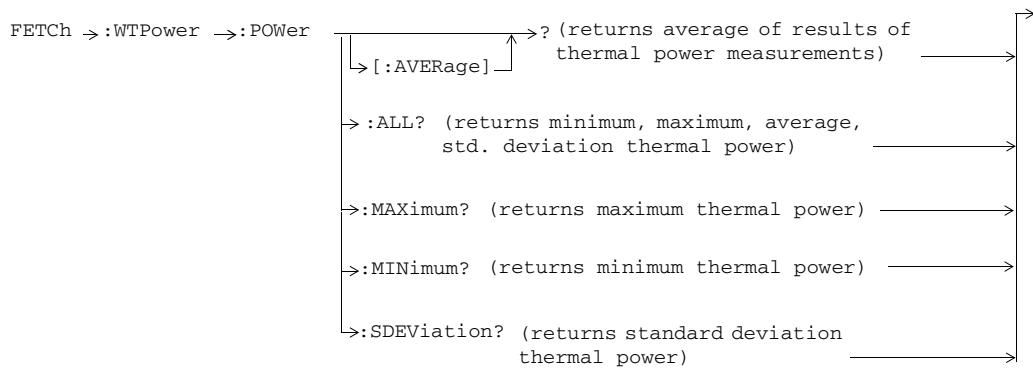 FETCh :WTPower :POWer ? (returns average of results of
[:AVERage] thermal power measurements)
:ALL? (returns minimum, maximum, average,
std. deviation thermal power)
:MAXimum? (returns maximum thermal power)
:MINimum? (returns minimum thermal power)
:SDEViation? (returns standard deviation
thermal power)